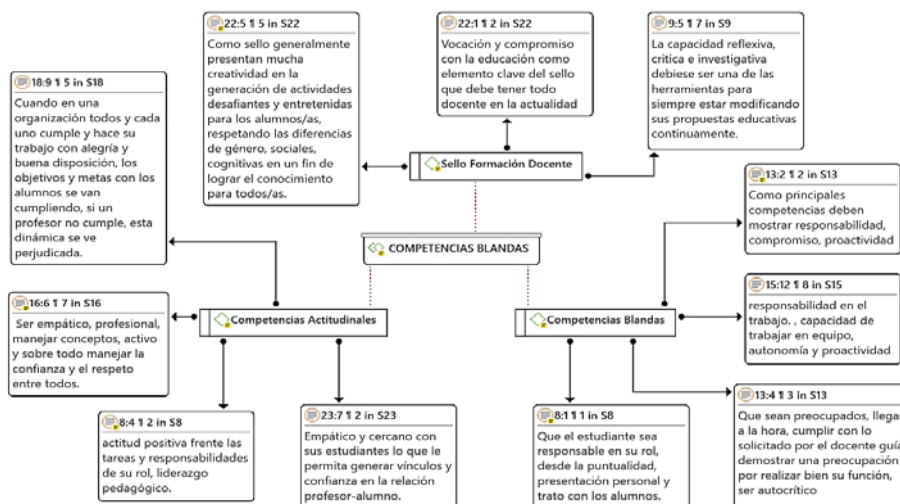 22:5 ¶ 5 in S22
Como sello generalmente
presentan mucha
creatividad en la
generación de actividades
desafiantes y entretenidas
para los alumnos/as,
respetando las diferencias
de género, sociales,
cognitivas en un fin de
lograr el conocimiento
para todos/as.
22:1 ¶ 2 in S22
Vocación y compromiso
con la educación como
elemento clave del sello
que debe tener todo
docente en la actualidad
9:5 ¶ 7 in S9
La capacidad reflexiva,
critica e investigativa
debiese ser una de las
herramientas para
siempre estar modificando
sus propuestas educativas
continuamente.
18:9 ¶ 5 in S18
Cuando en una
organización todos y cada
uno cumple y hace su
trabajo con alegría y
buena disposición, los
objetivos y metas con los
alumnos se van
cumpliendo, si un
profesor no cumple, esta
dinámica se ve
perjudicada.
Sello Formación Docente
13:2 ¶ 2 in S13
Como principales
competencias deben
mostrar responsabilidad,
compromiso, proactividad
COMPETENCIAS BLANDAS
16:6 ¶ 7 in S16
Ser empático, profesional,
manejar conceptos, activo
y sobre todo manejar la
confianza y el respeto
entre todos.
Competencias Actitudinales
Competencias Blandas
15:12 ¶ 8 in S15
responsabilidad en el
trabajo. , capacidad de
trabajar en equipo,
autonomía y proactividad
8:4 ¶ 2 in S8
actitud positiva frente las
tareas y responsabilidades
de su rol, liderazgo
pedagógico.
23:7 ¶ 2 in S23
Empático y cercano con
sus estudiantes lo que le
permita generar vínculos y
confianza en la relación
profesor-alumno.
8:1 ¶ 1 in S8
Que el estudiante sea
responsable en su rol,
desde la puntualidad,
presentación personal y
trato con los alumnos.
13:4 ¶ 3 in S13
Que sean preocupados, llegar
a la hora, cumplir con lo
solicitado por el docente guía,
demostrar una preocupación
por realizar bien su función,
ser autocrítico